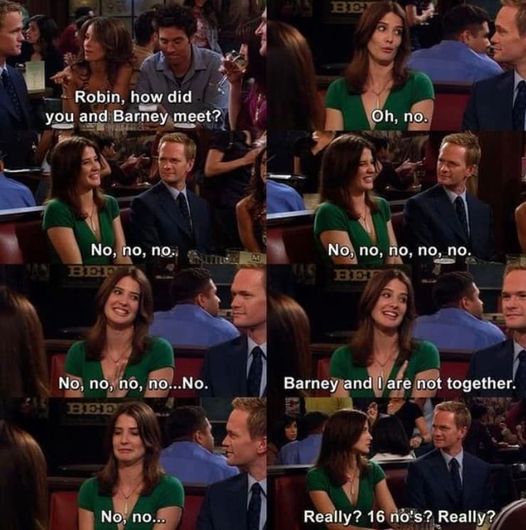 Robin, how did
you and Barney meet?
Oh, no.
No, no, no.
No, no, no, no, no.
No, no, no, no...No.
Barney and I are not together.
No, no...
Really? 16 no's? Really?